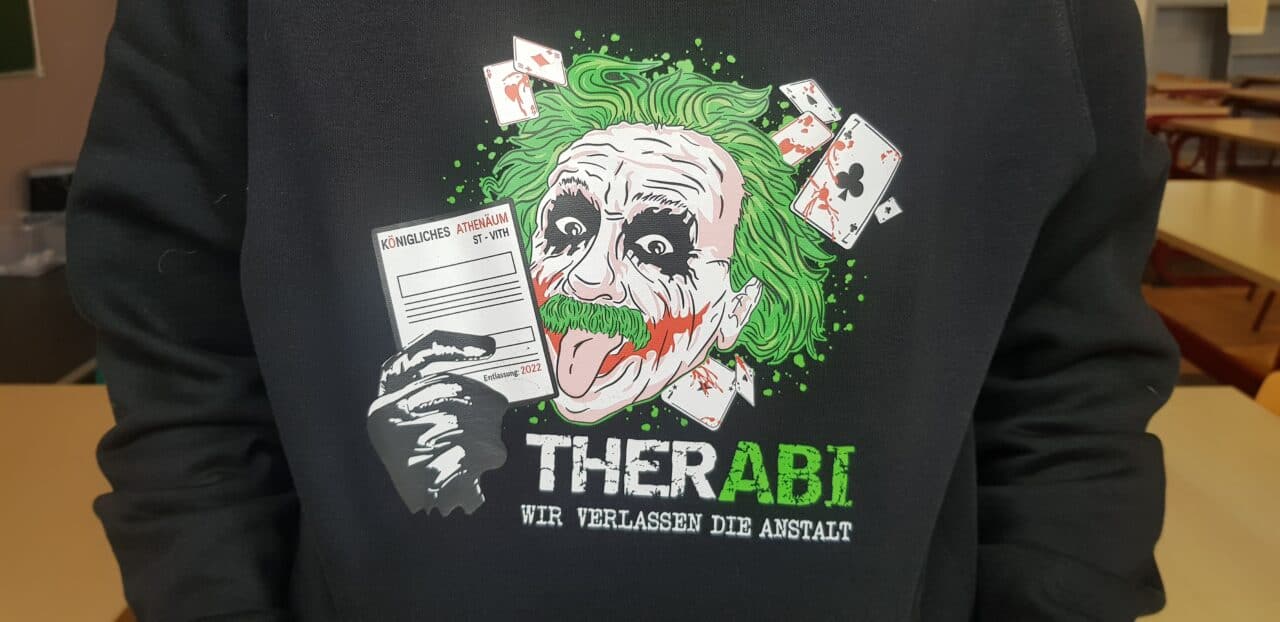 KÖNIGLICHES ATHENÄUM
ST - VITH
Entlassung: 2022
THERABI
WIR VERLASSEN DIE ANSTALT